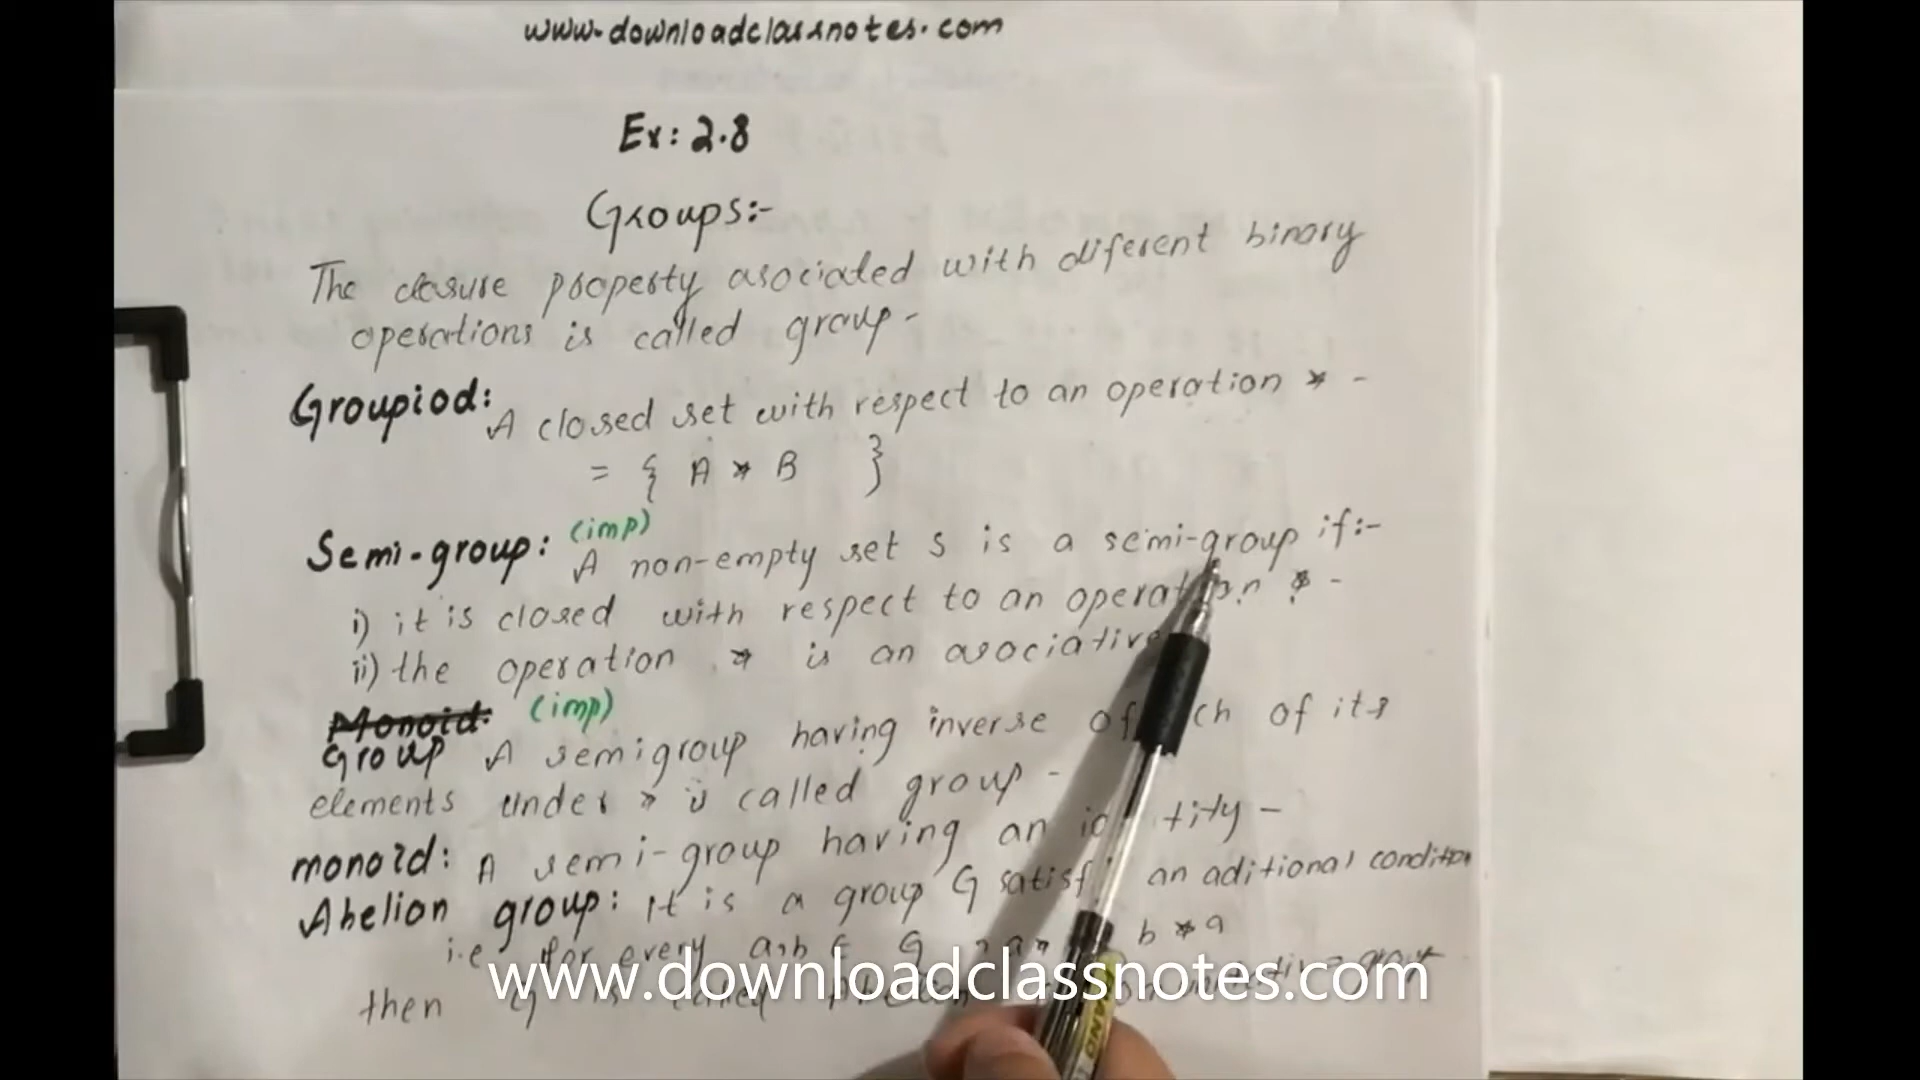 www.downloadclassnotes.com
Ex: 2.8
Groups:-
The closure property asociated with diferent binary
operations is called group-
Groupiod: A closed set with respect to an operation * -
= { A * B }
Semi-group: (imp) A non-empty set S is a semi-group if:-
i) it is closed with respect to an operation * -
ii) the operation * is an asociative
Monoid: (imp)
Group A semigroup having inverse of its
elements under * is called group-
monoid: A semi-group having an -
Abelion group: It is a group G an aditional condition
i.e for every a,b ∈ G b * a
then G is called
www.downloadclassnotes.com